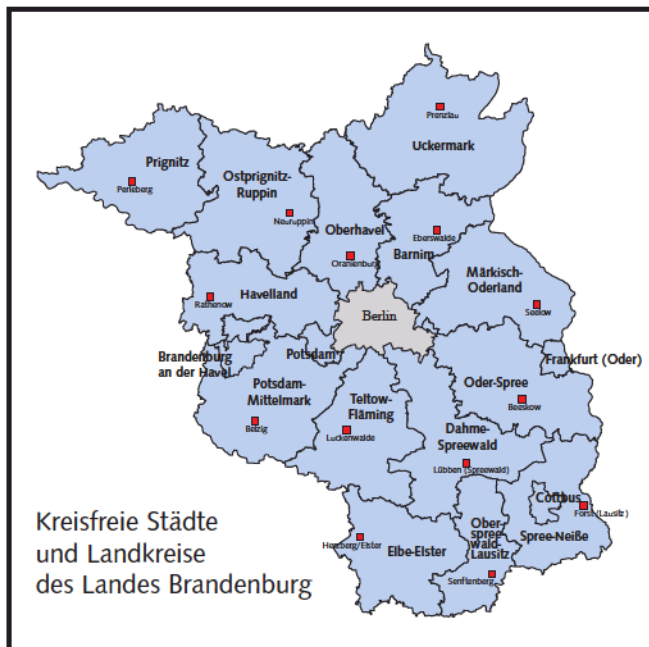 Prenzlau
Uckermark
Prignitz
Perleberg
Ostprignitz-
Ruppin
Neuruppin
Oberhavel
Oranienburg
Eberswalde
Barnim
Märkisch-
Oderland
Seelow
Havelland
Rathenow
Berlin
Brandenburg
an der Havel
Potsdam
Frankfurt (Oder)
Potsdam-
Mittelmark
Belzig
Teltow-
Fläming
Luckenwalde
Oder-Spree
Beeskow
Dahme-
Spreewald
Lübben (Spreewald)
Cottbus
Forst (Lausitz)
Spree-Neiße
Ober-
spree
wald-
Lausitz
Senftenberg
Herzberg/Elster
Elbe-Elster
Kreisfreie Städte
und Landkreise
des Landes Brandenburg